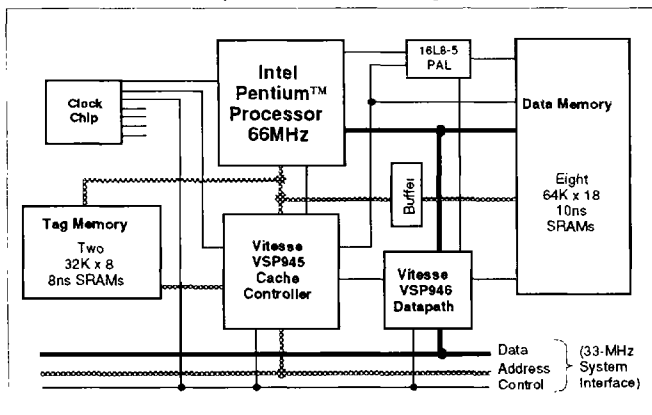 Clock
Chip
Intel
Pentium™
Processor
66MHz
16L8-5
PAL
Data Memory
Eight
64K x 18
10ns
SRAMs
Buffer
Tag Memory
Two
32K x 8
8ns SRAMs
Vitesse
VSP945
Cache
Controller
Vitesse
VSP946
Datapath
Data
Address
Control
(33-MHz
System
Interface)